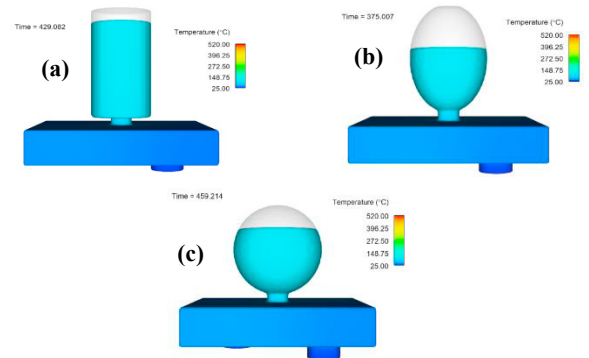 Time = 429.082
Temperature (°C)
520.00
396.25
272.50
148.75
25.00
(a)
Time = 375.007
Temperature (°C)
520.00
396.25
272.50
148.75
25.00
(b)
Time = 459.214
Temperature (°C)
520.00
396.25
272.50
148.75
25.00
(c)